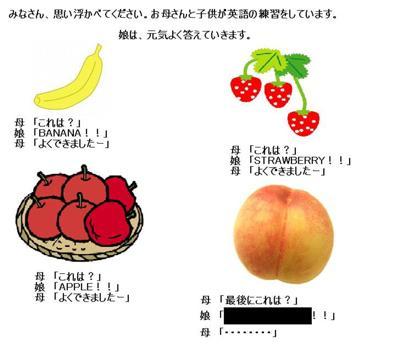 みなさん、思い浮かべてください。お母さんと子供が英語の練習をしています。
娘は、元気よく答えていきます。
母 「これは？」
娘 「BANANA！！」
母 「よくできましたー」
母 「これは？」
娘 「STRAWBERRY！！」
母 「よくできましたー」
母 「これは？」
娘 「APPLE！！」
母 「よくできましたー」
母 「最後にこれは？」
娘 「！！」
母 「・・・・・・・・」